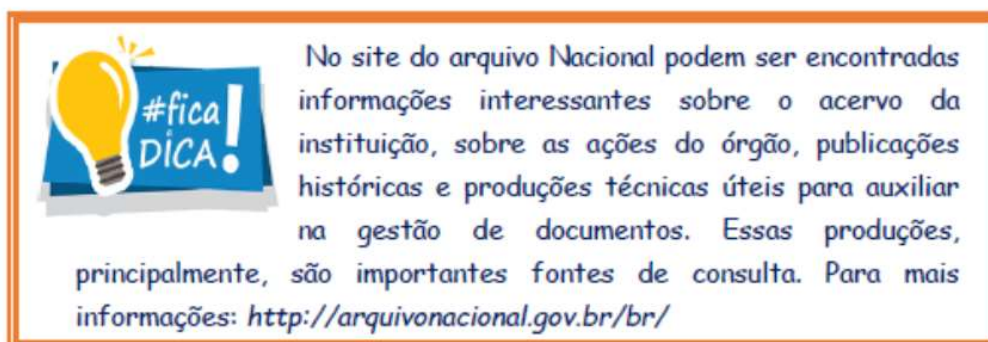 #fica
DICA!
No site do arquivo Nacional podem ser encontradas
informações interessantes sobre o acervo da
instituição, sobre as ações do órgão, publicações
históricas e produções técnicas úteis para auxiliar
na gestão de documentos. Essas produções,
principalmente, são importantes fontes de consulta. Para mais
informações: http://arquivonacional.gov.br/br/